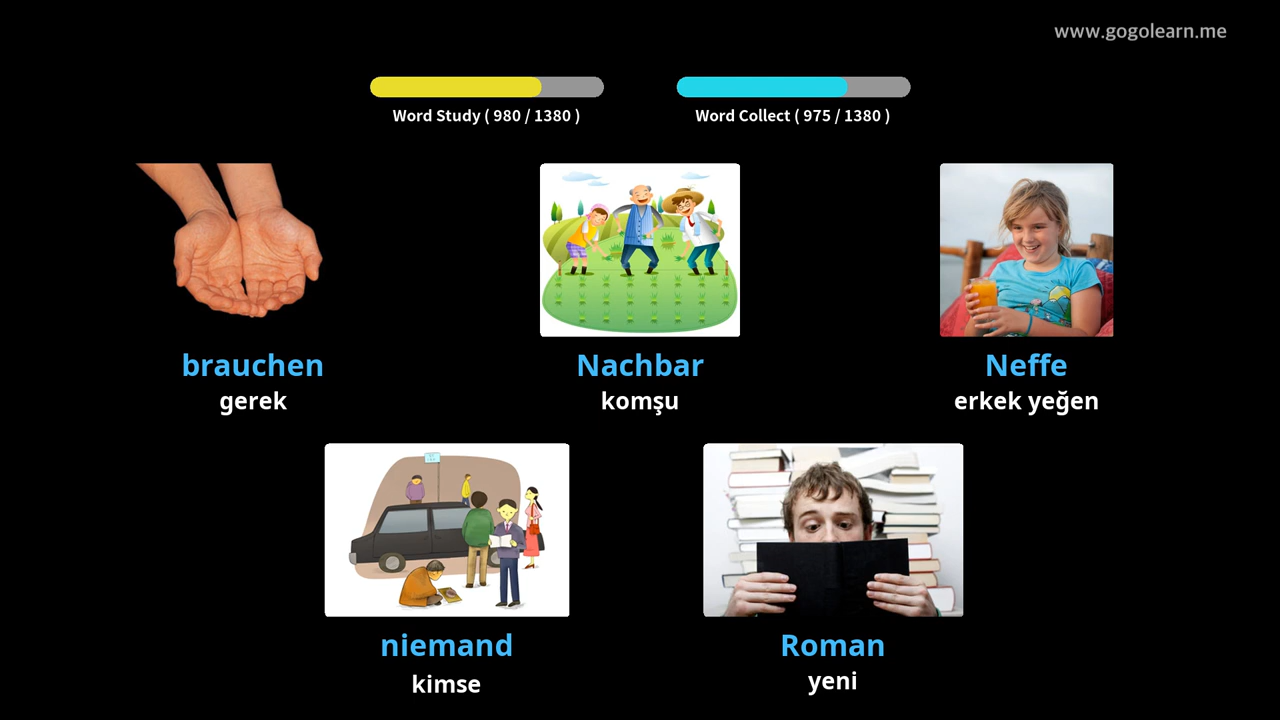 www.gogolearn.me
Word Study ( 980 / 1380 )
Word Collect ( 975 / 1380 )
brauchen
gerek
Nachbar
komşu
Neffe
erkek yeğen
niemand
kimse
Roman
yeni